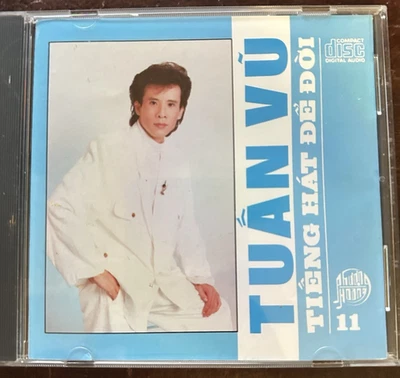 COMPACT
disc
DIGITAL AUDIO
TUẤN VŨ
TIẾNG HÁT ĐỂ ĐỜI
11